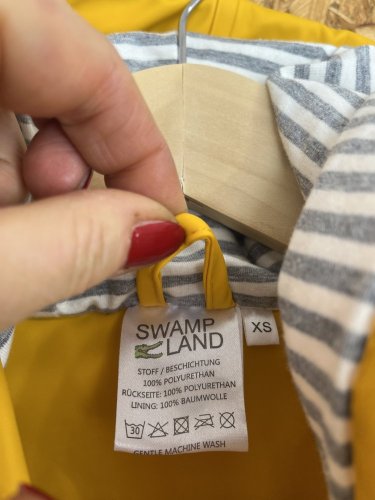 SWAMP
LAND
XS
STOFF / BESCHICHTUNG
100% POLYURETHAN
RÜCKSEITE: 100% POLYURETHAN
LINING: 100% BAUMWOLLE
30
GENTLE MACHINE WASH